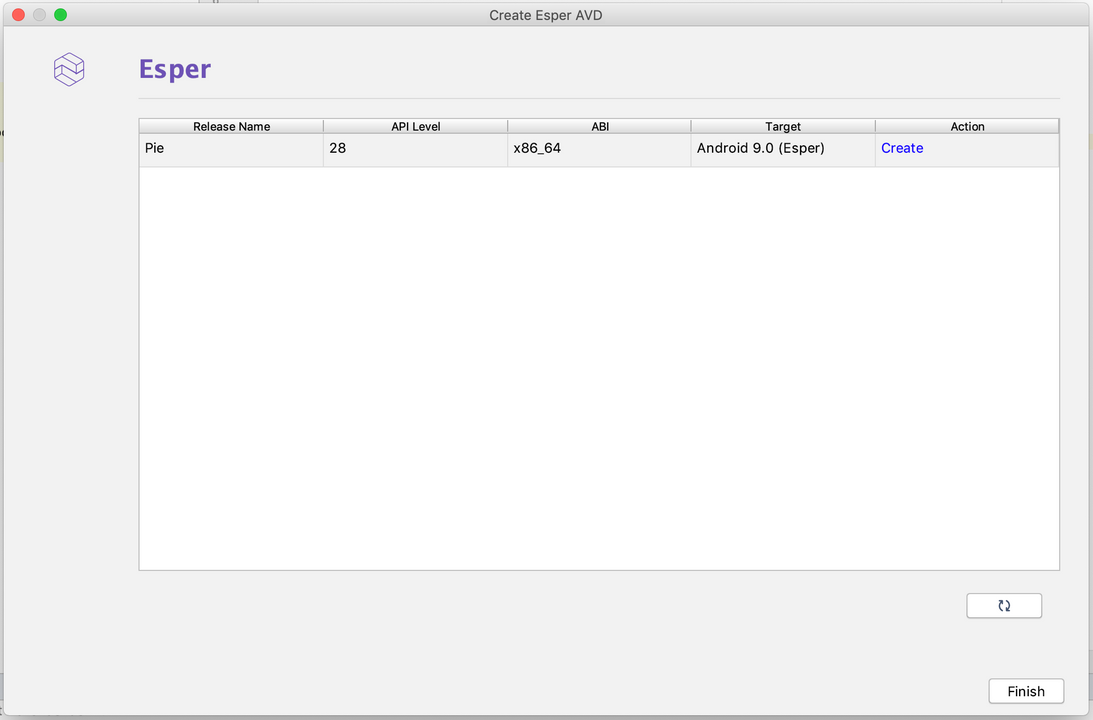 Create Esper AVD
Esper
Release Name API Level ABI Target Action
Pie 28 x86_64 Android 9.0 (Esper) Create
Finish